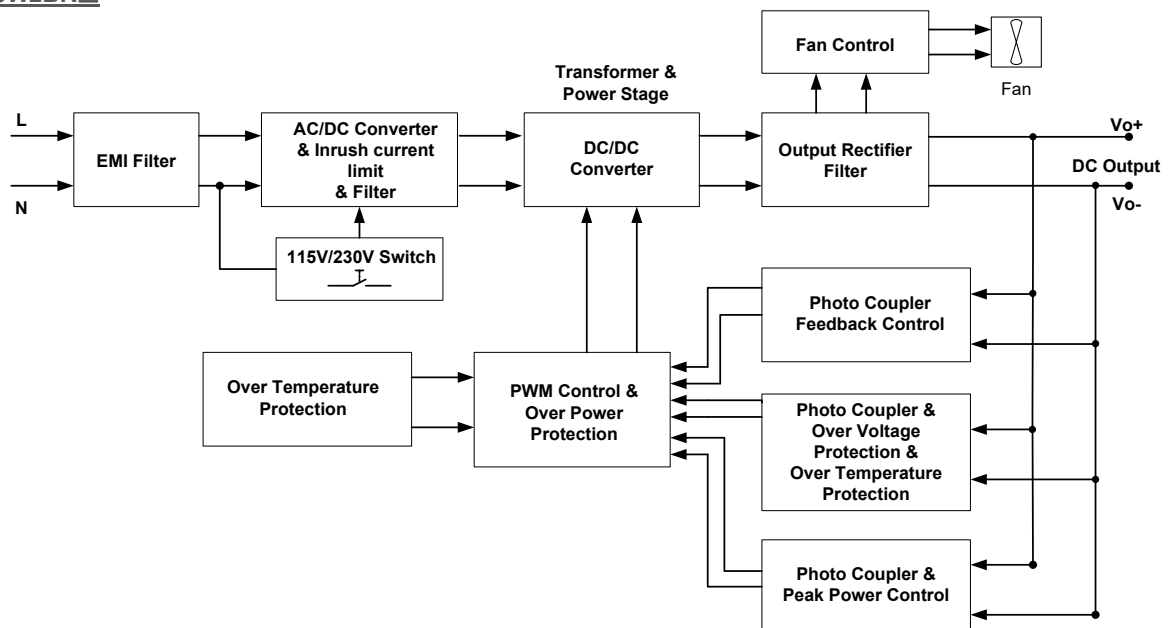 Fan Control
Fan
Transformer &
Power Stage
L
N
EMI Filter
AC/DC Converter
& Inrush current
limit
& Filter
DC/DC
Converter
Output Rectifier
Filter
Vo+
DC Output
Vo-
115V/230V Switch
Photo Coupler
Feedback Control
Over Temperature
Protection
PWM Control &
Over Power
Protection
Photo Coupler &
Over Voltage
Protection &
Over Temperature
Protection
Photo Coupler &
Peak Power Control